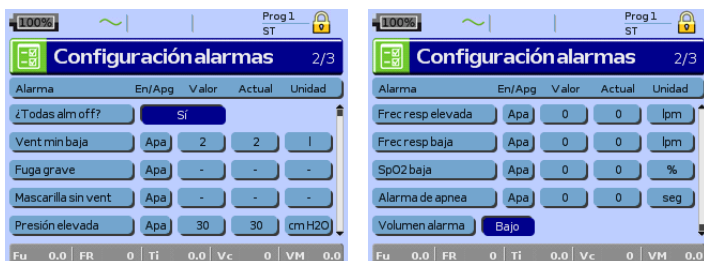 100%
Prog 1
ST
Configuración alarmas 2/3
Alarma En/Apg Valor Actual Unidad
¿Todas alm off? Sí
Vent min baja Apa 2 2 l
Fuga grave Apa - - -
Mascarilla sin vent Apa - - -
Presión elevada Apa 30 30 cmH2O
Fu 0.0 FR 0 Ti 0.0 Vc 0 VM 0.0
100%
Prog 1
ST
Configuración alarmas 2/3
Alarma En/Apg Valor Actual Unidad
Frec resp elevada Apa 0 0 lpm
Frec resp baja Apa 0 0 lpm
SpO2 baja Apa 0 0 %
Alarma de apnea Apa 0 0 seg
Volumen alarma Bajo
Fu 0.0 FR 0 Ti 0.0 Vc 0 VM 0.0